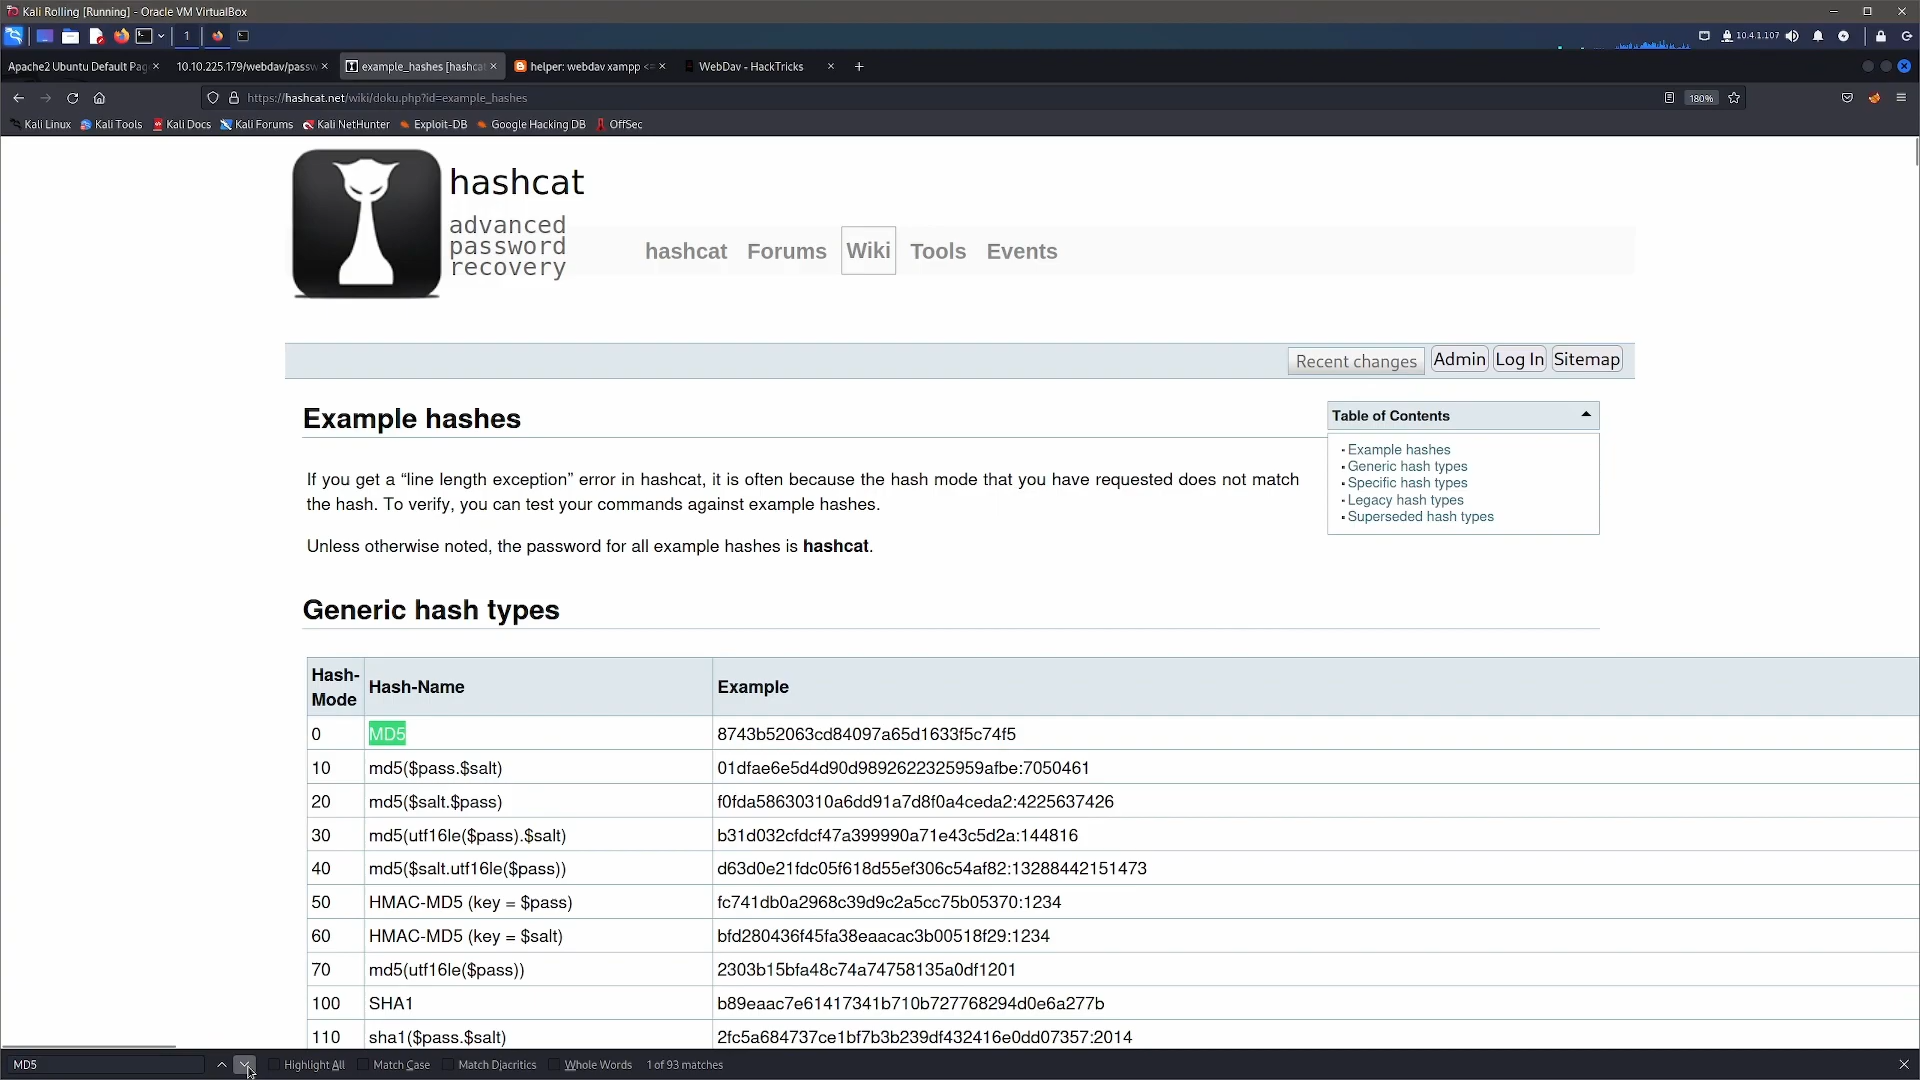 Kali Rolling [Running] - Oracle VM VirtualBox
1
10.4.1.107
Apache2 Ubuntu Default Pag
10.10.225.179/webdav/passw
example_hashes [hashcat
helper: webdav xampp <=
WebDav - HackTricks
https://hashcat.net/wiki/doku.php?id=example_hashes
180%
Kali Linux
Kali Tools
Kali Docs
Kali Forums
Kali NetHunter
Exploit-DB
Google Hacking DB
OffSec
hashcat
advanced
password
recovery
hashcat Forums Wiki Tools Events
Recent changes Admin Log In Sitemap
Example hashes
Table of Contents
Example hashes
Generic hash types
Specific hash types
Legacy hash types
Superseded hash types
If you get a “line length exception” error in hashcat, it is often because the hash mode that you have requested does not match
the hash. To verify, you can test your commands against example hashes.
Unless otherwise noted, the password for all example hashes is hashcat.
Generic hash types
Hash-
Mode
Hash-Name
Example
0 MD5 8743b52063cd84097a65d1633f5c74f5
10 md5($pass.$salt) 01dfae6e5d4d90d9892622325959afbe:7050461
20 md5($salt.$pass) f0fda58630310a6dd91a7d8f0a4ceda2:4225637426
30 md5(utf16le($pass).$salt) b31d032cfdcf47a399990a71e43c5d2a:144816
40 md5($salt.utf16le($pass)) d63d0e21fdc05f618d55ef306c54af82:13288442151473
50 HMAC-MD5 (key = $pass) fc741db0a2968c39d9c2a5cc75b05370:1234
60 HMAC-MD5 (key = $salt) bfd280436f45fa38eaacac3b00518f29:1234
70 md5(utf16le($pass)) 2303b15bfa48c74a74758135a0df1201
100 SHA1 b89eaac7e61417341b710b727768294d0e6a277b
110 sha1($pass.$salt) 2fc5a684737ce1bf7b3b239df432416e0dd07357:2014
MD5
Highlight All
Match Case
Match Diacritics
Whole Words
1 of 93 matches